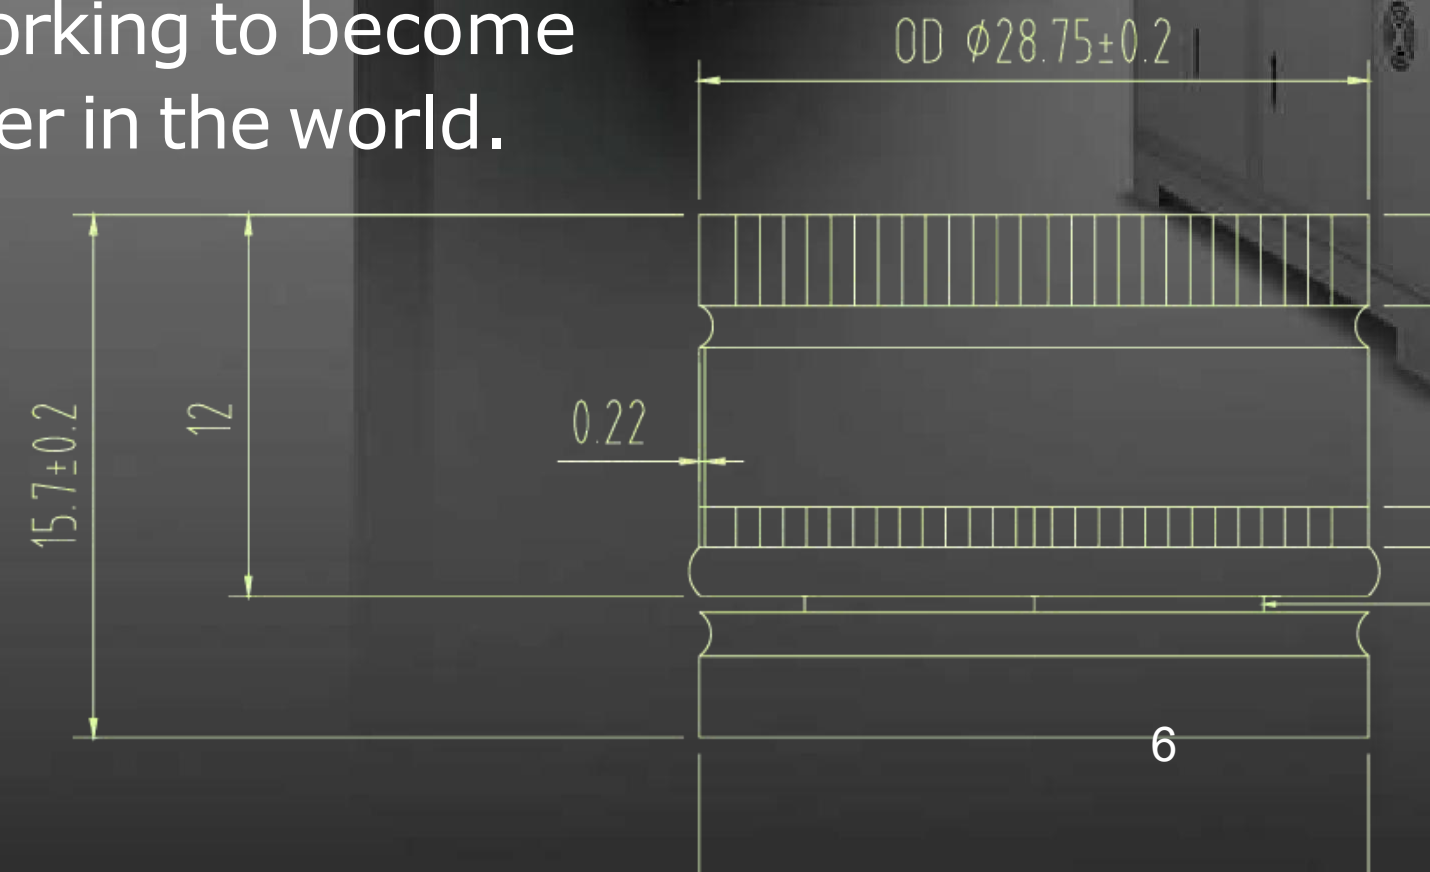 orking to become
er in the world.
OD ϕ28.75±0.2
15.7±0.2
12
0.22
6